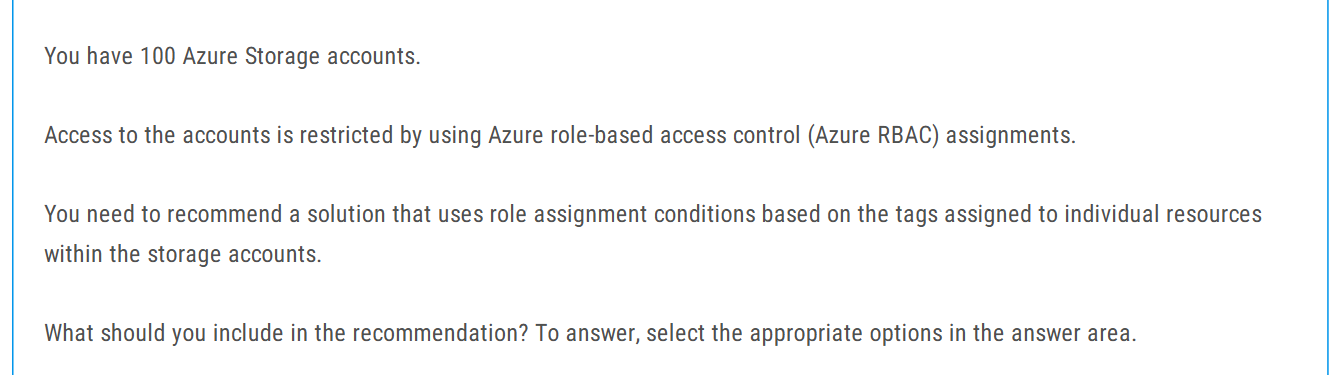 You have 100 Azure Storage accounts.
Access to the accounts is restricted by using Azure role-based access control (Azure RBAC) assignments.
You need to recommend a solution that uses role assignment conditions based on the tags assigned to individual resources
within the storage accounts.
What should you include in the recommendation? To answer, select the appropriate options in the answer area.